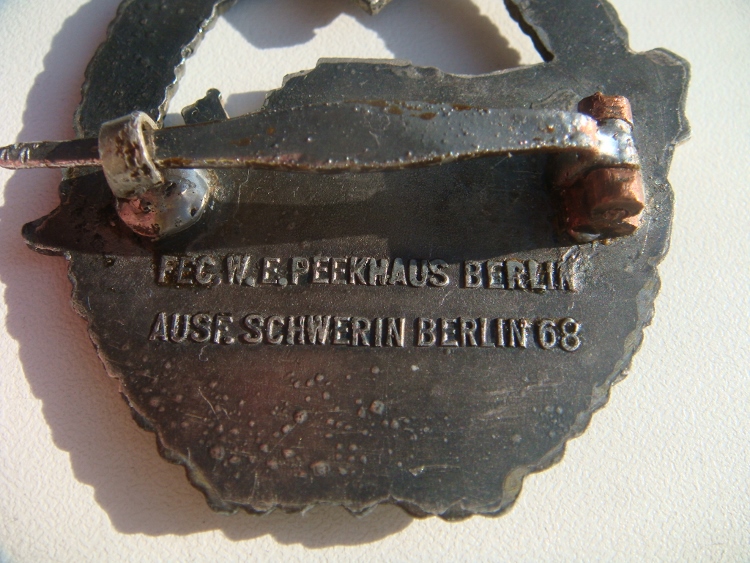 FEC. W. E. PEEKHAUS BERLIN
AUSF. SCHWERIN BERLIN 68